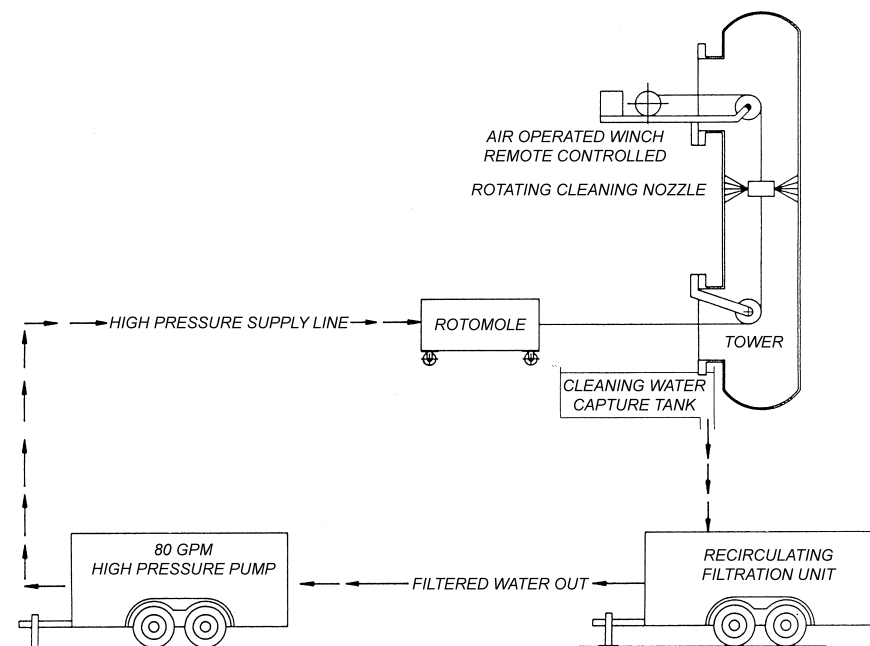 AIR OPERATED WINCH
REMOTE CONTROLLED
ROTATING CLEANING NOZZLE
HIGH PRESSURE SUPPLY LINE
ROTOMOLE
TOWER
CLEANING WATER
CAPTURE TANK
80 GPM
HIGH PRESSURE PUMP
FILTERED WATER OUT
RECIRCULATING
FILTRATION UNIT